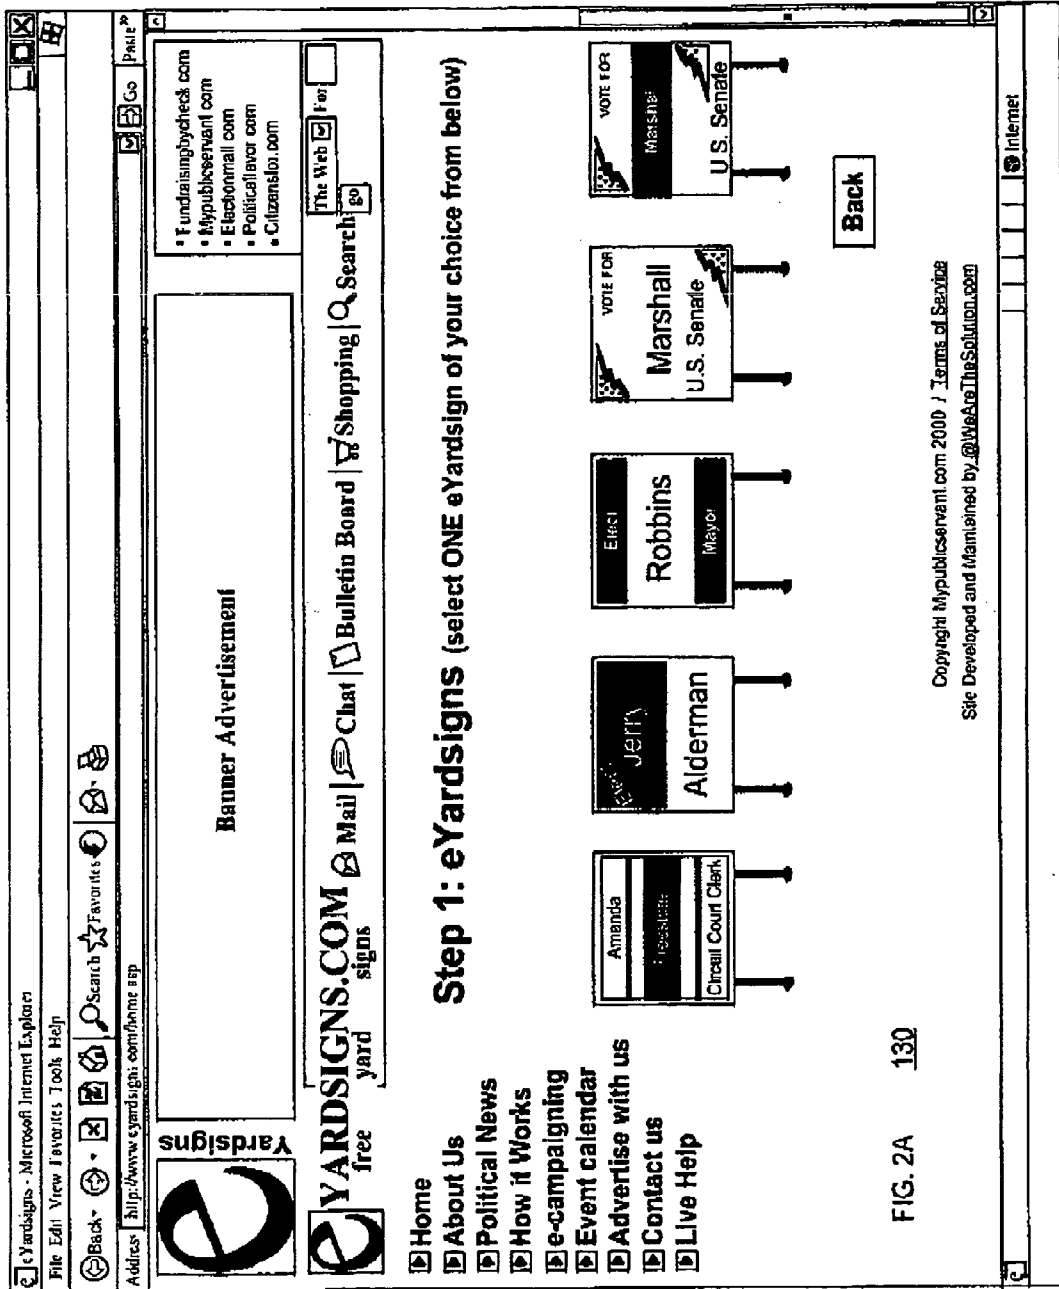 eYardsigns - Microsoft Internet Explorer
File Edit View Favorites Tools Help
Back Search Favorites
Address http://www eyardsigns com/home asp Go
Yardsigns
Banner Advertisement
• Fundraisingbycheck com
• Mypublicservant com
• Electionmall com
• Politicalfavor com
YARDSIGNS.COM Mail | Chat | Bulletin Board | Shopping | Search The Web For
free yard signs go
Home
About Us
Political News
How it Works
e-campaigning
Event calendar
Advertise with us
Contact us
Live Help
Step 1: eYardsigns (select ONE eYardsign of your choice from below)
Amanda
Circuit Court Clerk
Jerry
Alderman
Elect
Robbins
Mayor
VOTE FOR
Marshall
U.S. Senate
VOTE FOR
Marshall
U.S. Senate
Back
Copyright Mypublicservant.com 2000 / Terms of Service
Site Developed and Maintained by @WeAreTheSolution.com
Internet
FIG. 2A 130